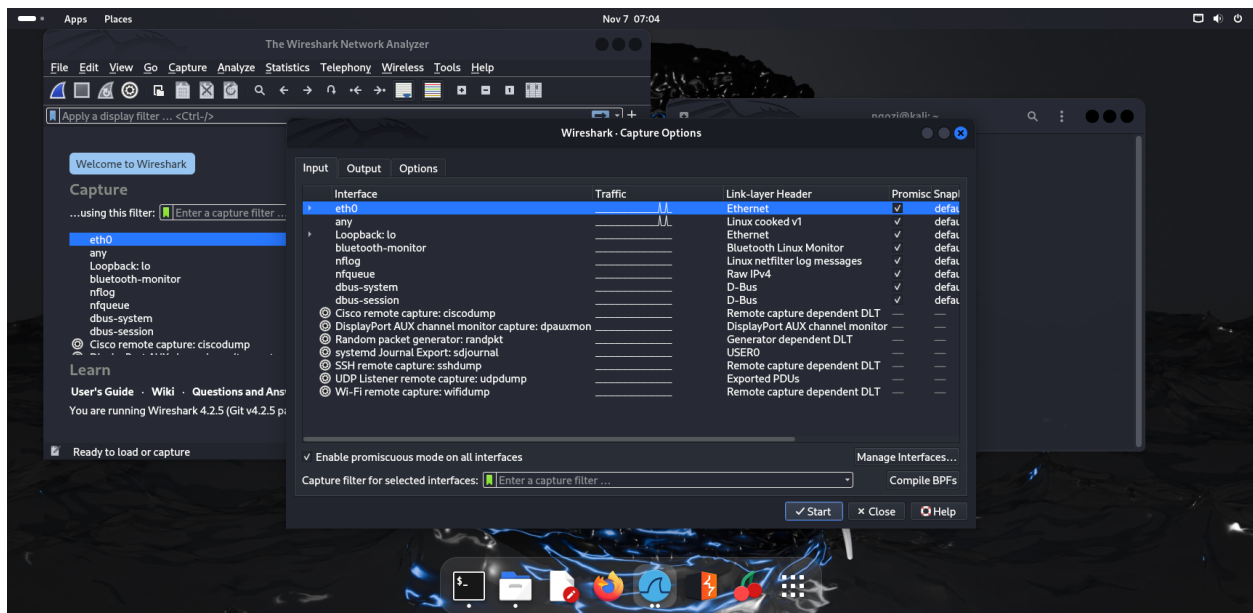 Apps Places Nov 7 07:04
The Wireshark Network Analyzer
File Edit View Go Capture Analyze Statistics Telephony Wireless Tools Help
Apply a display filter ... <Ctrl-/>
Welcome to Wireshark
Capture
...using this filter: Enter a capture filter ...
eth0
any
Loopback: lo
bluetooth-monitor
nflog
nfqueue
dbus-system
dbus-session
Cisco remote capture: ciscodump
Learn
User's Guide · Wiki · Questions and Ans
You are running Wireshark 4.2.5 (Git v4.2.5 pa
Ready to load or capture
ngozi@kali: ~
Wireshark · Capture Options
Input Output Options
Interface Traffic Link-layer Header Promisc Snapl
eth0 Ethernet defau
any Linux cooked v1 defau
Loopback: lo Ethernet defau
bluetooth-monitor Bluetooth Linux Monitor defau
nflog Linux netfilter log messages defau
nfqueue Raw IPv4 defau
dbus-system D-Bus defau
dbus-session D-Bus defau
Cisco remote capture: ciscodump Remote capture dependent DLT — —
DisplayPort AUX channel monitor capture: dpauxmon DisplayPort AUX channel monitor — —
Random packet generator: randpkt Generator dependent DLT — —
systemd Journal Export: sdjournal USER0 — —
SSH remote capture: sshdump Remote capture dependent DLT — —
UDP Listener remote capture: udpdump Exported PDUs — —
Wi-Fi remote capture: wifidump Remote capture dependent DLT — —
Enable promiscuous mode on all interfaces Manage Interfaces...
Capture filter for selected interfaces: Enter a capture filter ... Compile BPFs
Start Close Help
$_